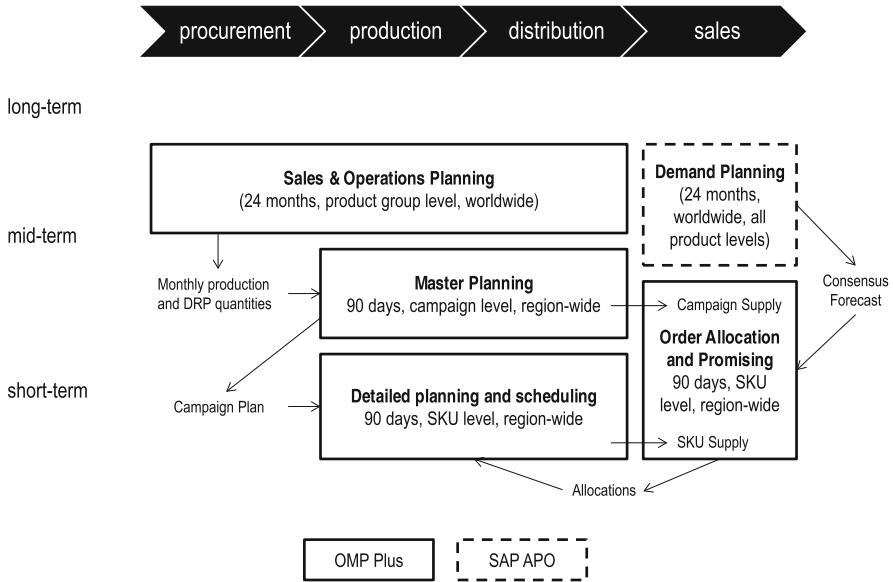 procurement
production
distribution
sales
long-term
Sales & Operations Planning
(24 months, product group level, worldwide)
Demand Planning
(24 months,
worldwide, all
product levels)
mid-term
Monthly production
and DRP quantities
Master Planning
90 days, campaign level, region-wide
Campaign Supply
Consensus
Forecast
Order Allocation
and Promising
90 days, SKU
level, region-wide
short-term
Campaign Plan
Detailed planning and scheduling
90 days, SKU level, region-wide
SKU Supply
Allocations
OMP Plus
SAP APO